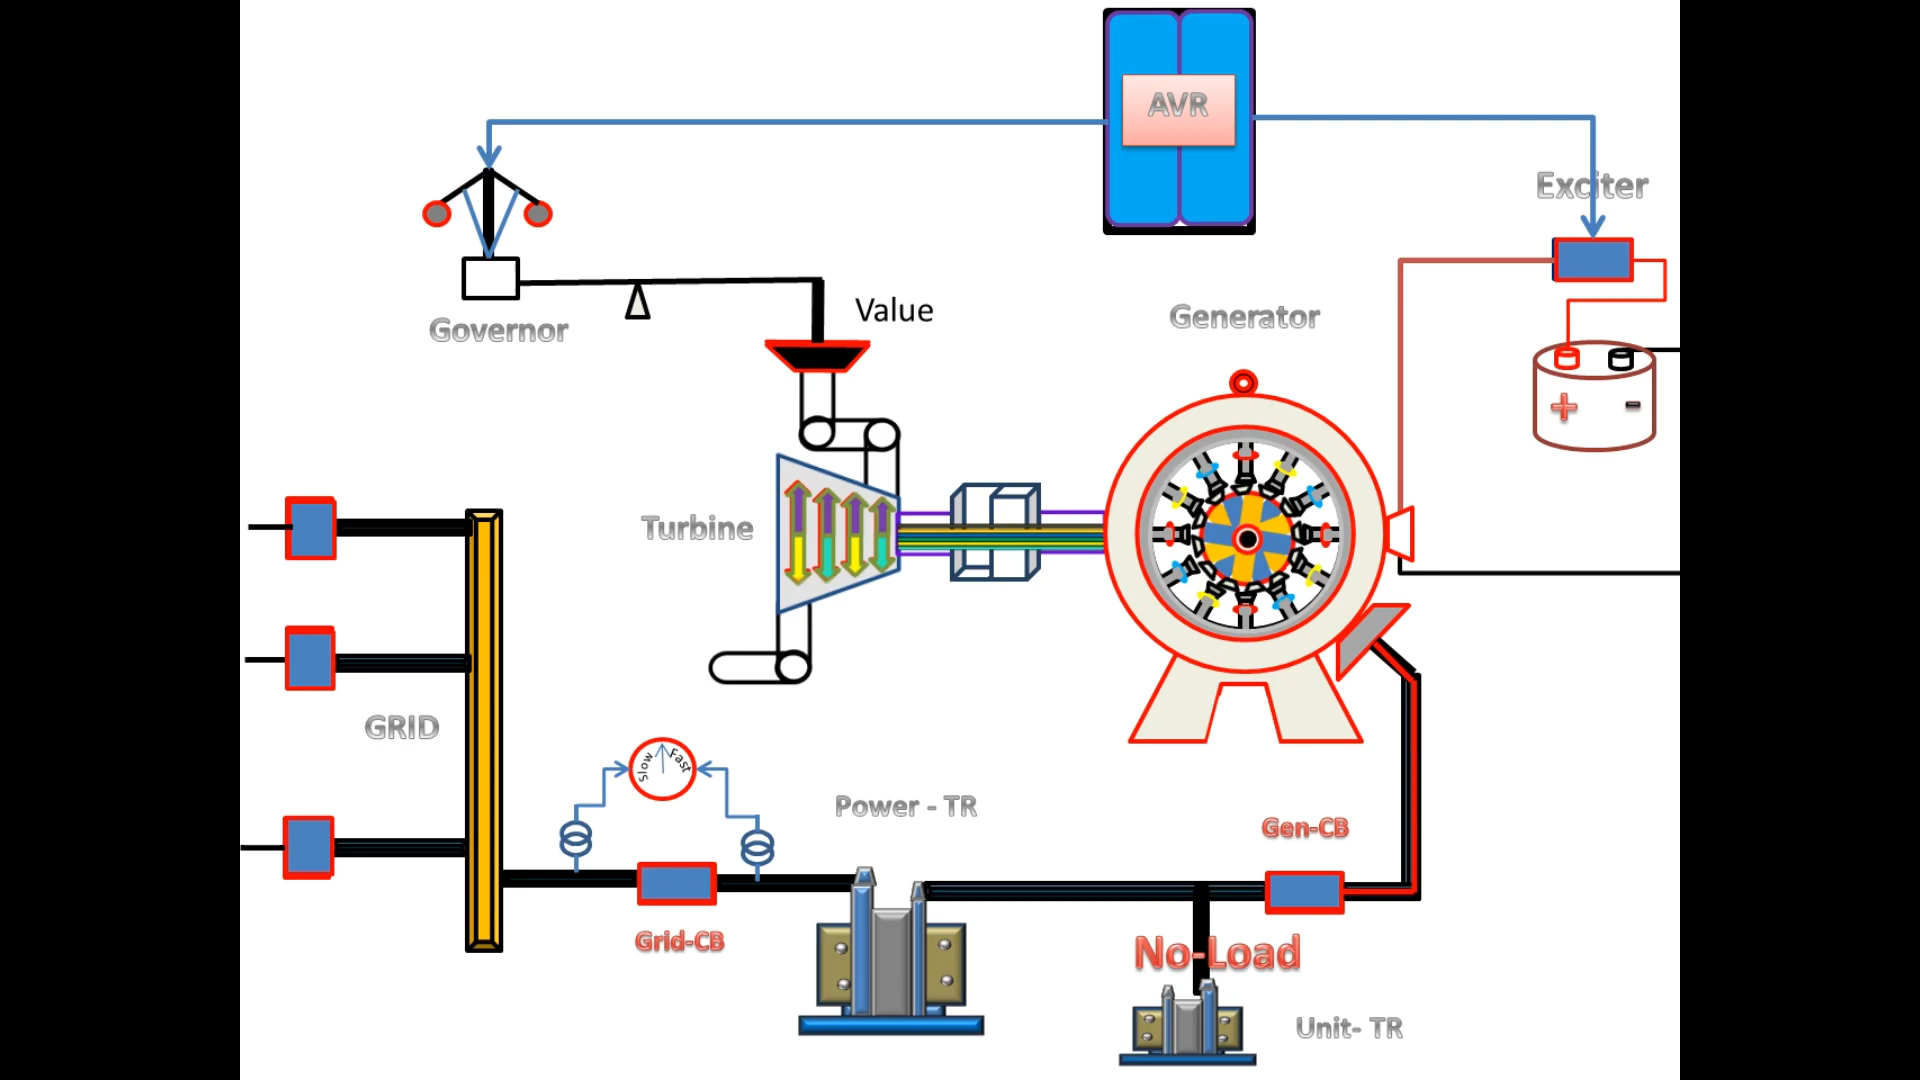 AVR
Exciter
Value
Generator
Governor
+ -
Turbine
GRID
Slow Fast
Power - TR
Gen-CB
Grid-CB
No-Load
Unit- TR